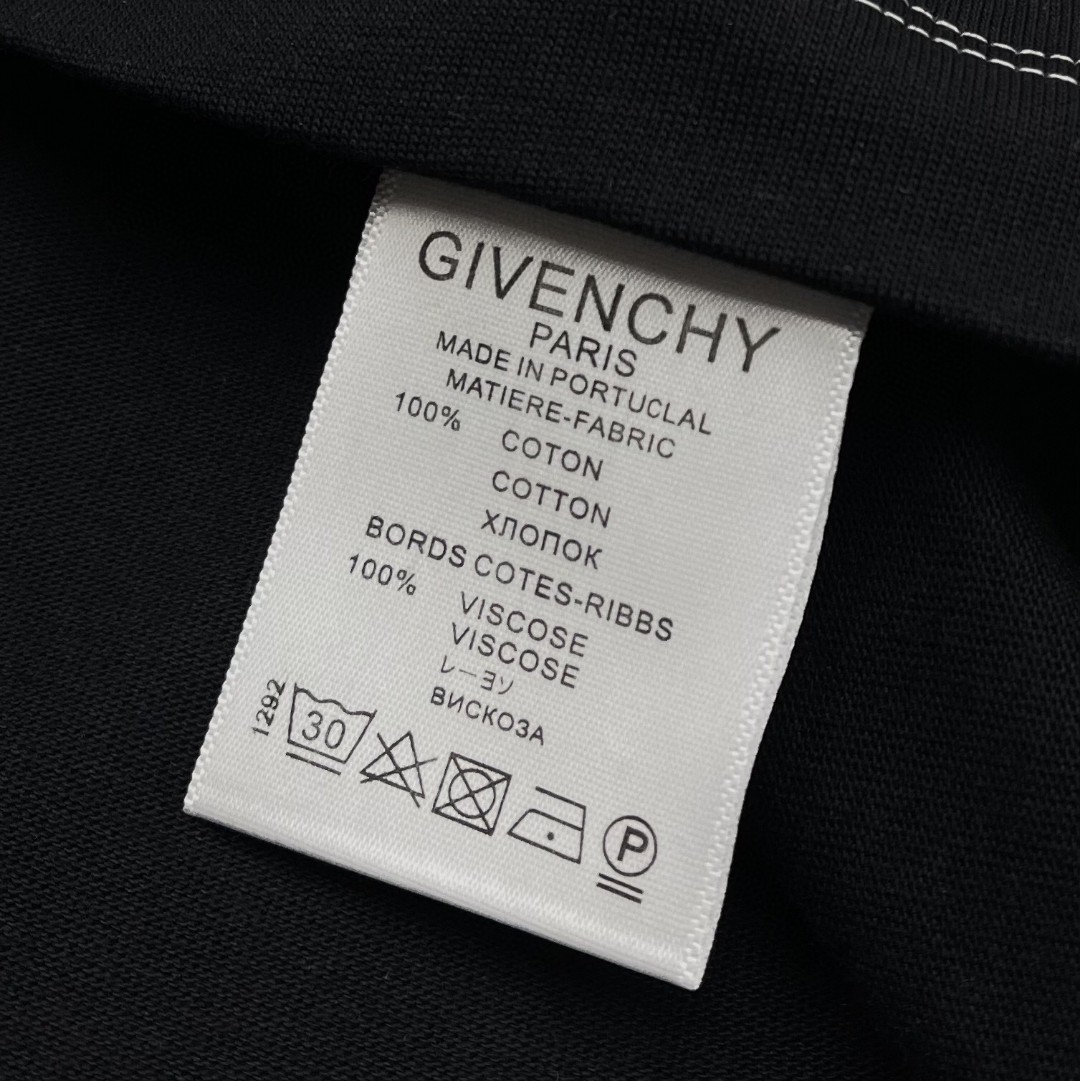 GIVENCHY
PARIS
MADE IN PORTUCLAL
MATIERE-FABRIC
100% COTON
COTTON
ХЛОПОК
BORDS COTES-RIBBS
100% VISCOSE
VISCOSE
レーヨソ
ВИСКОЗА
1292
30
P